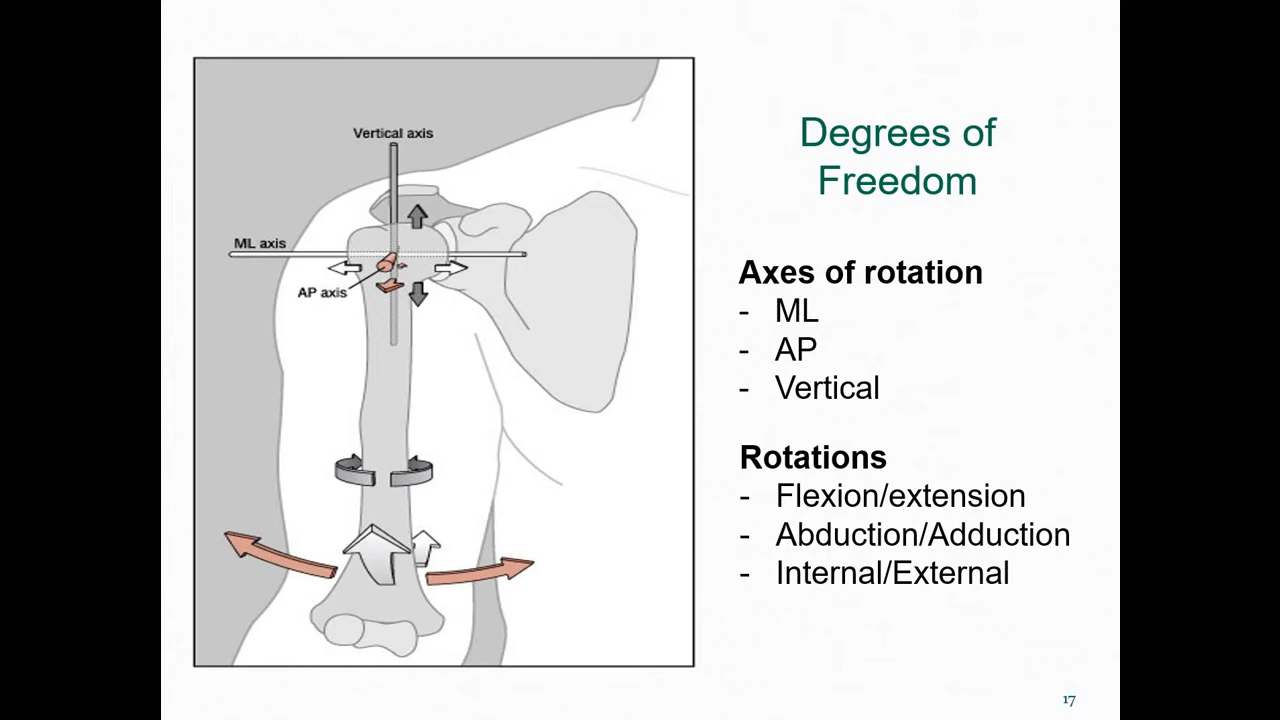 Vertical axis
ML axis
AP axis
Degrees of
Freedom
Axes of rotation
- ML
- AP
- Vertical
Rotations
- Flexion/extension
- Abduction/Adduction
- Internal/External
17